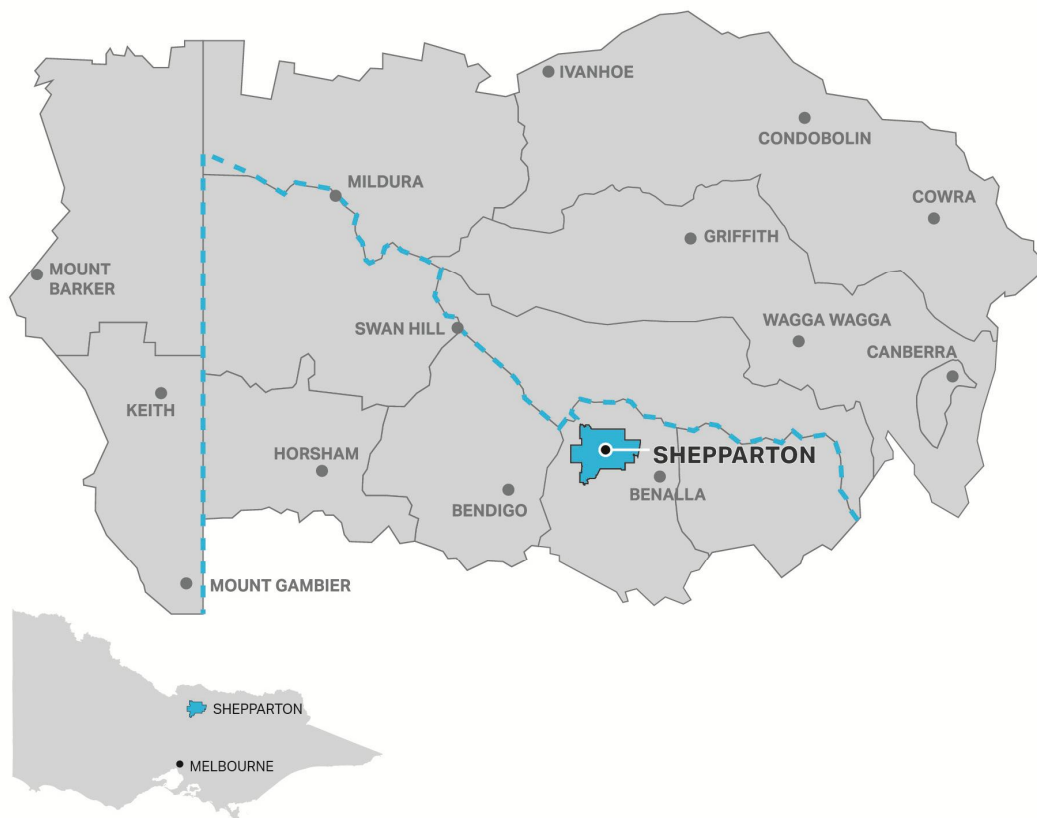 IVANHOE
CONDOBOLIN
MILDURA
COWRA
GRIFFITH
MOUNT
BARKER
SWAN HILL
WAGGA WAGGA
CANBERRA
KEITH
HORSHAM
SHEPPARTON
BENALLA
BENDIGO
MOUNT GAMBIER
SHEPPARTON
MELBOURNE